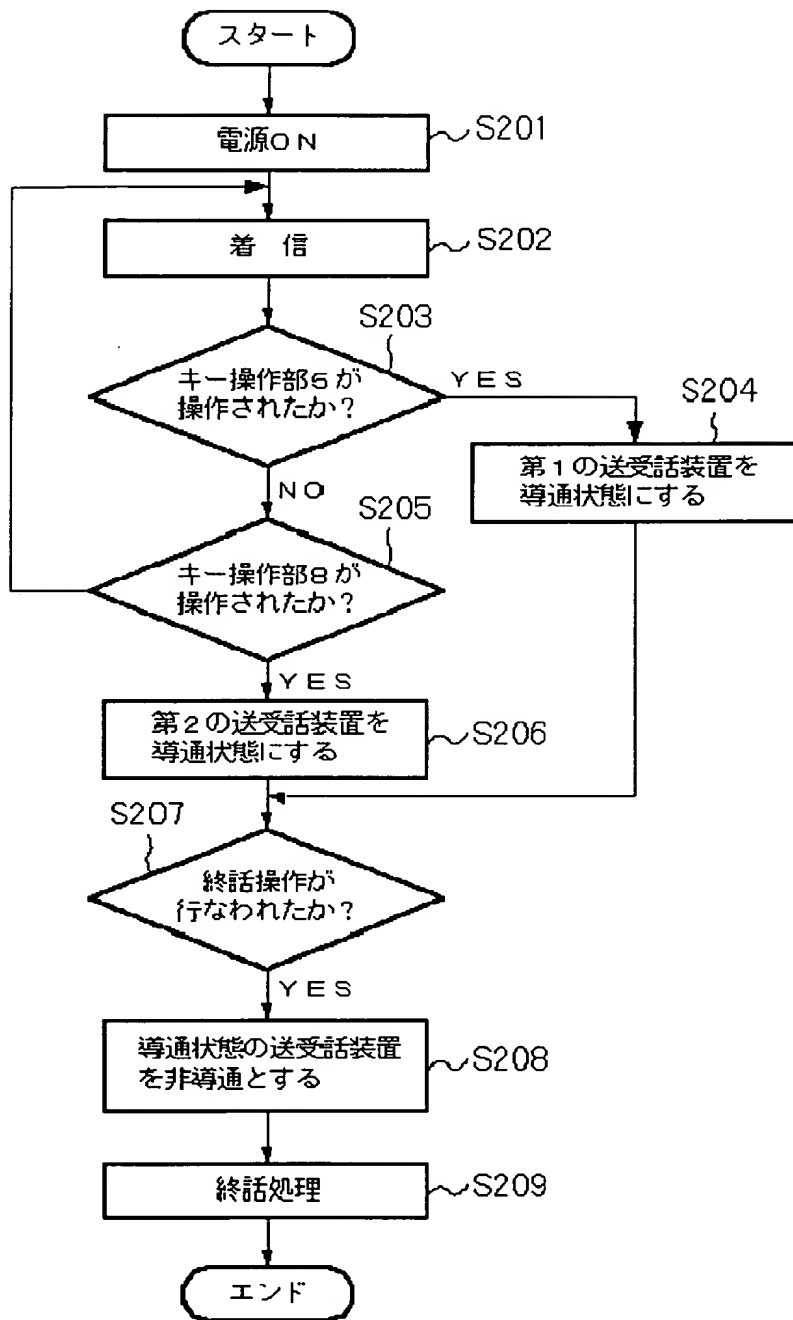 スタート
電源ON
S201
着 信
S202
S203
キー操作部5が
操作されたか?
YES
S204
第1の送受話装置を
導通状態にする
NO
S205
キー操作部8が
操作されたか?
YES
第2の送受話装置を
導通状態にする
S206
S207
終話操作が
行なわれたか?
YES
導通状態の送受話装置
を非導通とする
S208
終話処理
S209
エンド